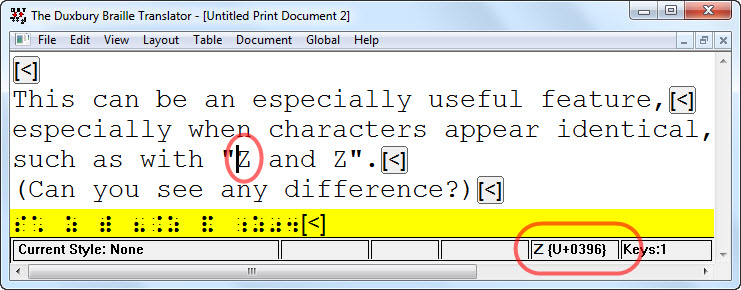 The Duxbury Braille Translator - [Untitled Print Document 2]
File Edit View Layout Table Document Global Help
[<]
This can be an especially useful feature,[<]
especially when characters appear identical,
such as with "Ζ and Z".[<]
(Can you see any difference?)[<]
[<]
Current Style: None Ζ {U+0396} Keys:1